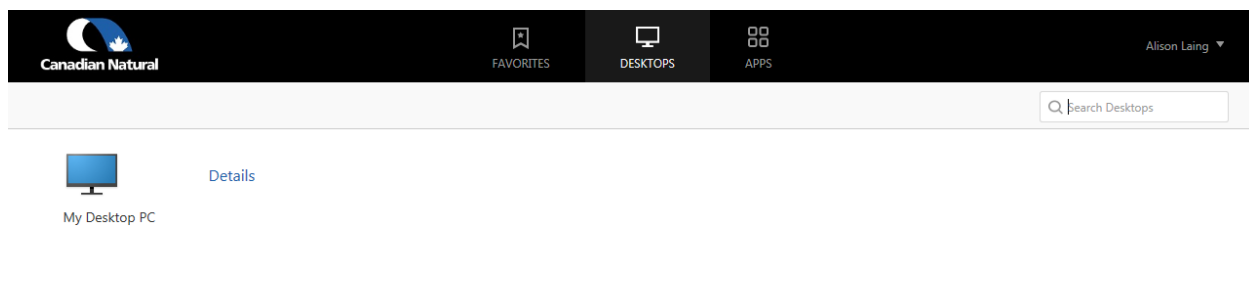 Canadian Natural
FAVORITES
DESKTOPS
APPS
Alison Laing
Search Desktops
Details
My Desktop PC